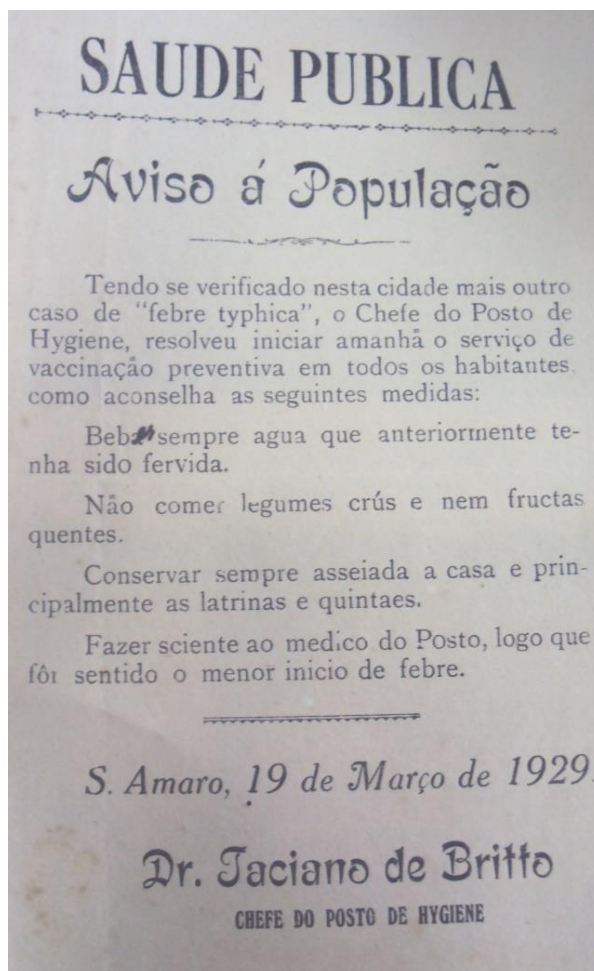 SAUDE PUBLICA
Aviso á População
Tendo se verificado nesta cidade mais outro
caso de "febre typhica", o Chefe do Posto de
Hygiene, resolveu iniciar amanhã o serviço de
vaccinação preventiva em todos os habitantes
como aconselha as seguintes medidas:
sempre agua que anteriormente te-
nha sido fervida.
Não comer legumes crús e nem fructas
quentes.
Conservar sempre asseiada a casa e prin-
cipalmente as latrinas e quintaes.
Fazer sciente ao medico do Posto, logo que
fôr sentido o menor inicio de febre.
S. Amaro, 19 de Março de 1929
Dr. Taciano de Britto
CHEFE DO POSTO DE HYGIENE